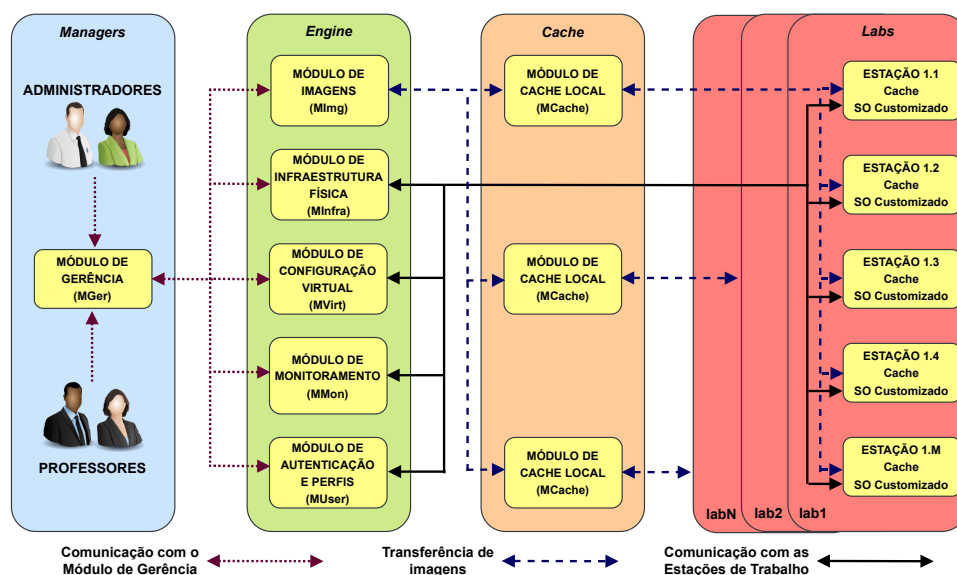 Managers
ADMINISTRADORES
MÓDULO DE
GERÊNCIA
(MGer)
PROFESSORES
Engine
MÓDULO DE
IMAGENS
(MImg)
MÓDULO DE
INFRAESTRUTURA
FÍSICA
(MInfra)
MÓDULO DE
CONFIGURAÇÃO
VIRTUAL
(MVirt)
MÓDULO DE
MONITORAMENTO
(MMon)
MÓDULO DE
AUTENTICAÇÃO
E PERFIS
(MUser)
Cache
MÓDULO DE
CACHE LOCAL
(MCache)
MÓDULO DE
CACHE LOCAL
(MCache)
MÓDULO DE
CACHE LOCAL
(MCache)
Labs
ESTAÇÃO 1.1
Cache
SO Customizado
ESTAÇÃO 1.2
Cache
SO Customizado
ESTAÇÃO 1.3
Cache
SO Customizado
ESTAÇÃO 1.4
Cache
SO Customizado
ESTAÇÃO 1.M
Cache
SO Customizado
labN
lab2
lab1
Comunicação com o
Módulo de Gerência
Transferência de
imagens
Comunicação com as
Estações de Trabalho